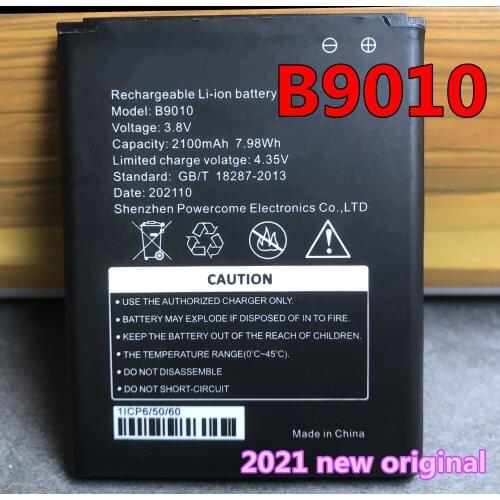 Rechargeable Li-ion battery
B9010
Model: B9010
Voltage: 3.8V
Capacity: 2100mAh 7.98Wh
Limited charge volatge: 4.35V
Standard: GB/T 18287-2013
Date: 202110
Shenzhen Powercome Electronics Co.,LTD
CAUTION
• USE THE AUTHORIZED CHARGER ONLY.
• BATTERY MAY EXPLODE IF DISPOSED OF IN TO FIRE.
• KEEP THE BATTERY OUT OF THE REACH OF CHILDREN.
• THE TEMPERATURE RANGE(0℃~45℃).
• DO NOT DISASSEMBLE
• DO NOT SHORT-CIRCUIT
1ICP6/50/60
Made in China
2021 new original